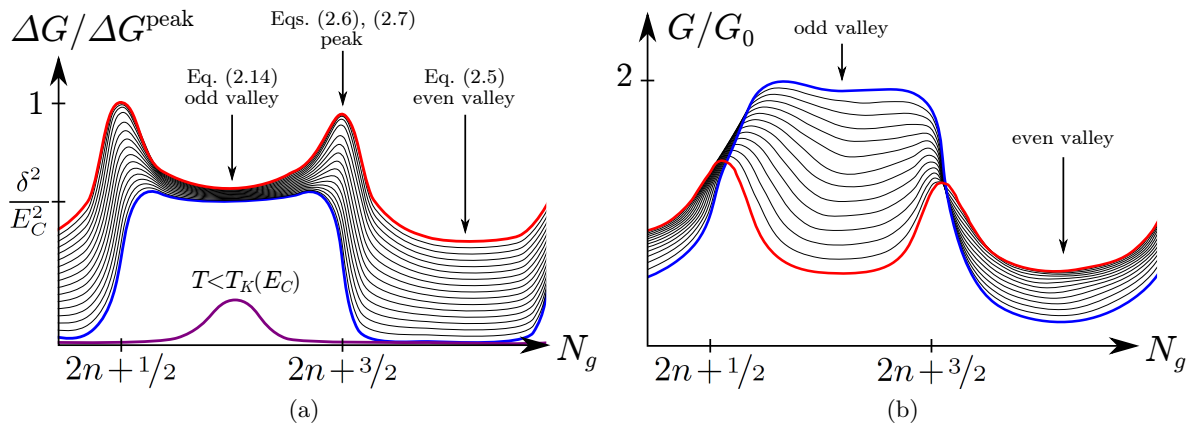 ΔG/ΔG^peak
Eqs. (2.6), (2.7)
peak
Eq. (2.14)
odd valley
Eq. (2.5)
even valley
1
δ²/E_C²
T<T_K(E_C)
2n+1/2
2n+3/2
N_g
(a)
G/G₀
odd valley
2
even valley
2n+1/2
2n+3/2
N_g
(b)